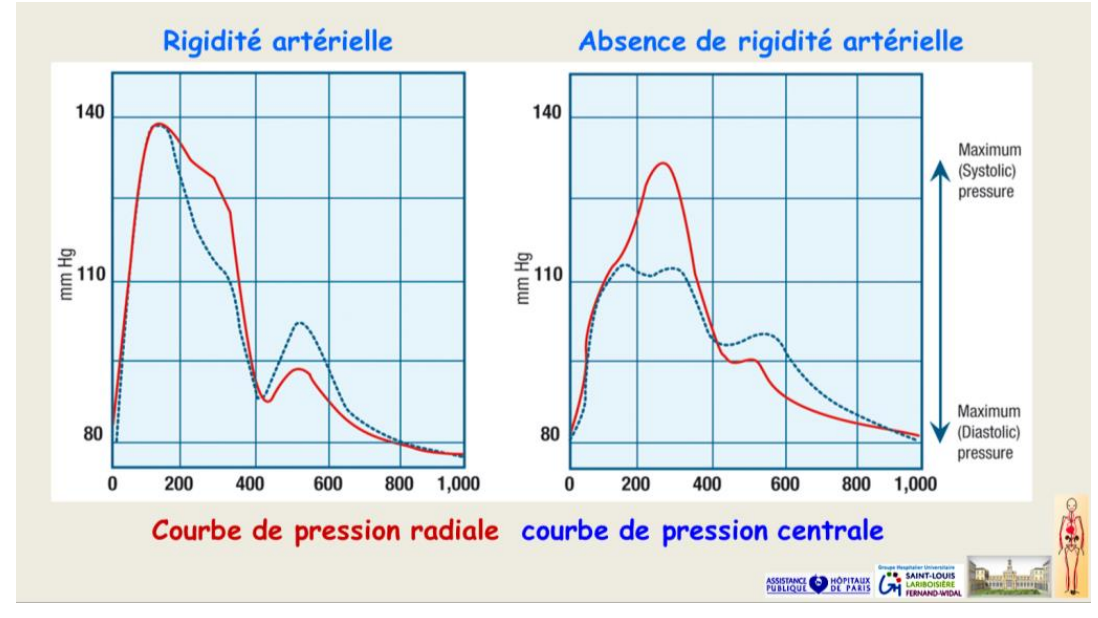 Rigidité artérielle
Absence de rigidité artérielle
140
110
80
mm Hg
0 200 400 600 800 1,000
140
110
80
mm Hg
0 200 400 600 800 1,000
Maximum
(Systolic)
pressure
Maximum
(Diastolic)
pressure
Courbe de pression radiale courbe de pression centrale
ASSISTANCE HÔPITAUX
PUBLIQUE DE PARIS
Groupe Hospitalier Universitaire
SAINT-LOUIS
LARIBOISIÈRE
FERNAND-WIDAL